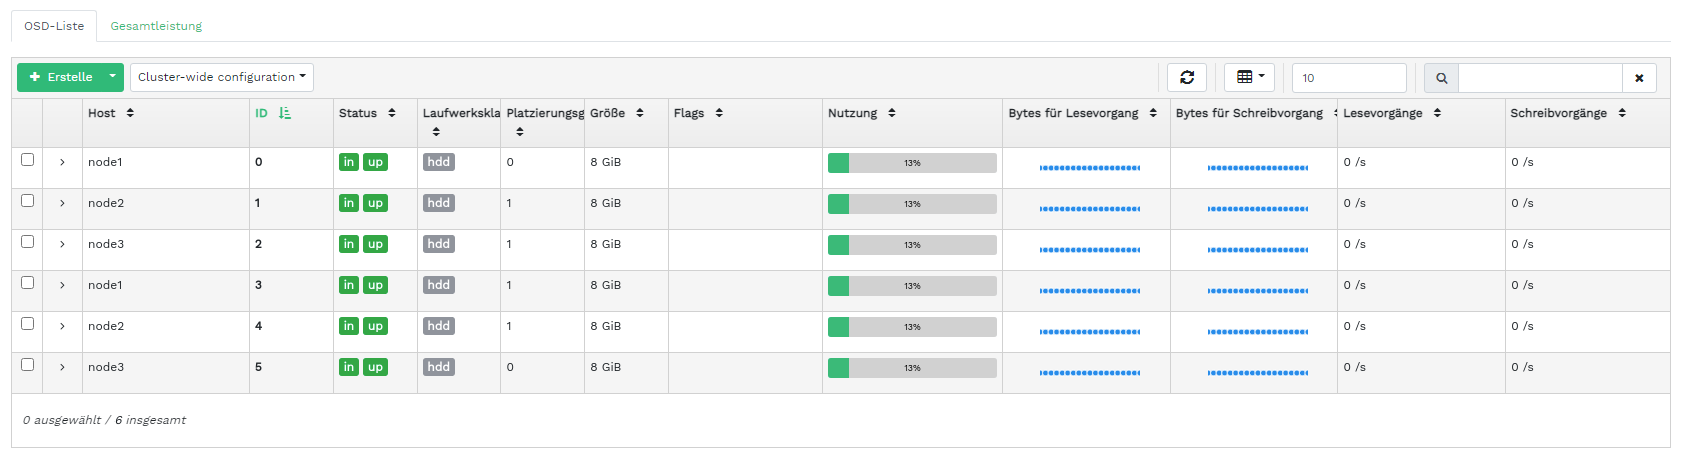 OSD-Liste Gesamtleistung
Erstelle Cluster-wide configuration 10
Host ID Status Laufwerkskla Platzierungsg Größe Flags Nutzung Bytes für Lesevorgang Bytes für Schreibvorgang Lesevorgänge Schreibvorgänge
node1 0 in up hdd 0 8 GiB 13% 0 /s 0 /s
node2 1 in up hdd 1 8 GiB 13% 0 /s 0 /s
node3 2 in up hdd 1 8 GiB 13% 0 /s 0 /s
node1 3 in up hdd 1 8 GiB 13% 0 /s 0 /s
node2 4 in up hdd 1 8 GiB 13% 0 /s 0 /s
node3 5 in up hdd 0 8 GiB 13% 0 /s 0 /s
0 ausgewählt / 6 insgesamt